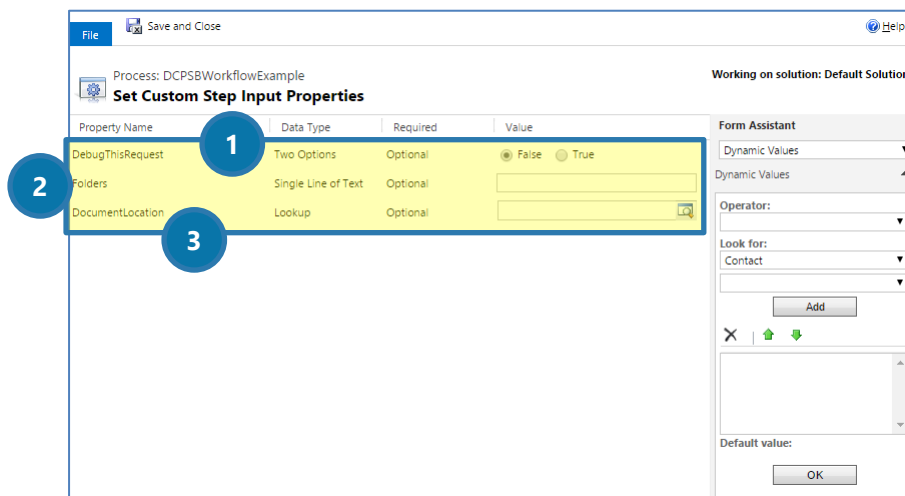 File
Save and Close
Help
Process: DCPSBWorkflowExample
Set Custom Step Input Properties
Working on solution: Default Solution
Property Name Data Type Required Value
DebugThisRequest Two Options Optional False True
Folders Single Line of Text Optional
DocumentLocation Lookup Optional
1
2
3
Form Assistant
Dynamic Values
Dynamic Values
Operator:
Look for:
Contact
Add
Default value:
OK